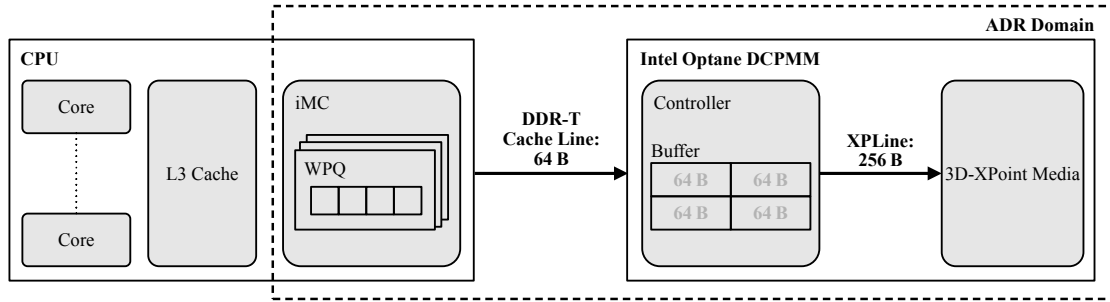 ADR Domain
CPU
Core
Core
L3 Cache
iMC
WPQ
DDR-T
Cache Line:
64 B
Intel Optane DCPMM
Controller
Buffer
64 B 64 B
64 B 64 B
XPLine:
256 B
3D-XPoint Media